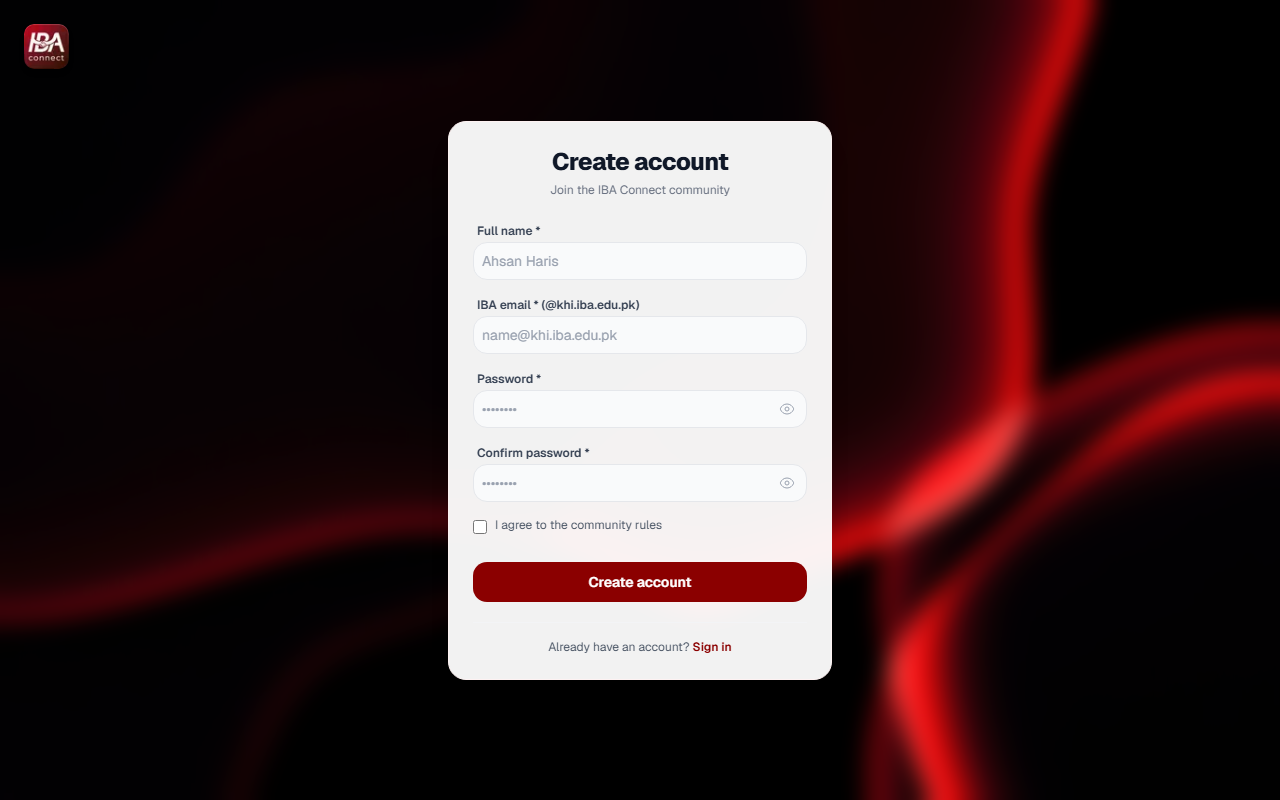 IBA
connect
Create account
Join the IBA Connect community
Full name *
Ahsan Haris
IBA email * (@khi.iba.edu.pk)
name@khi.iba.edu.pk
Password *
••••••••
Confirm password *
••••••••
I agree to the community rules
Create account
Already have an account? Sign in